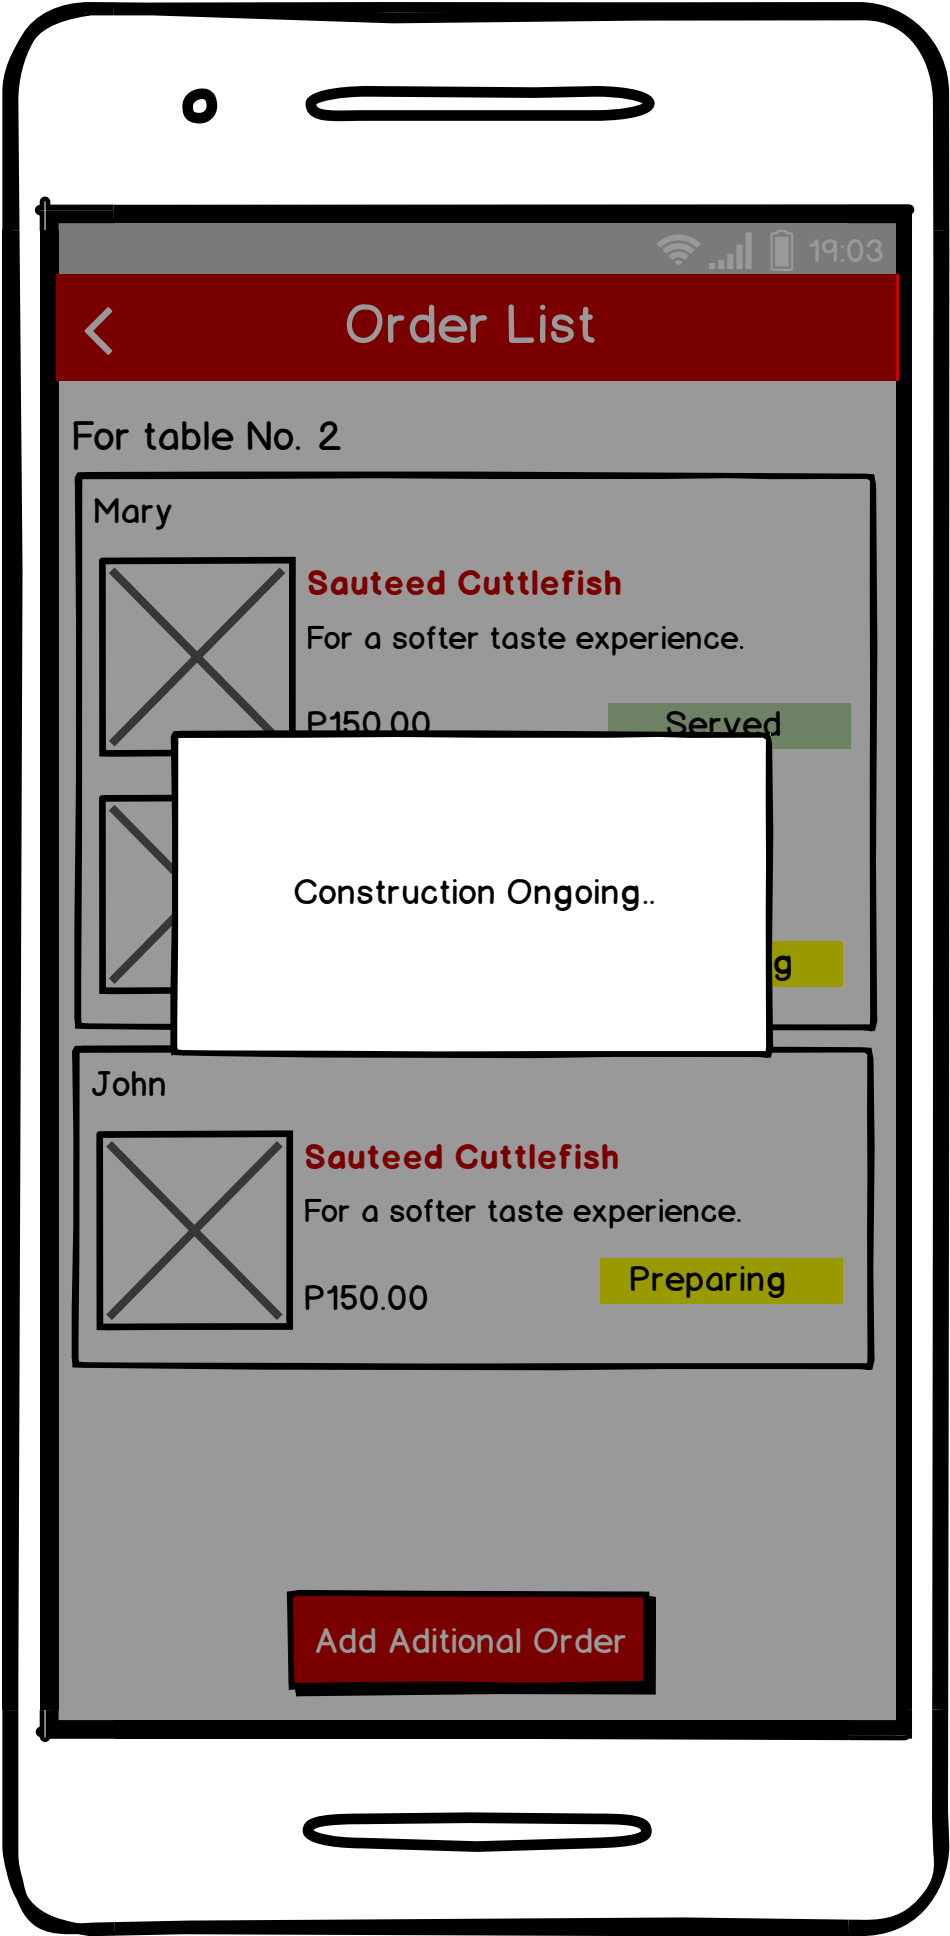 19:03
Order List
For table No. 2
Mary
Sauteed Cuttlefish
For a softer taste experience.
P150.00
Served
Construction Ongoing..
g
John
Sauteed Cuttlefish
For a softer taste experience.
P150.00
Preparing
Add Aditional Order